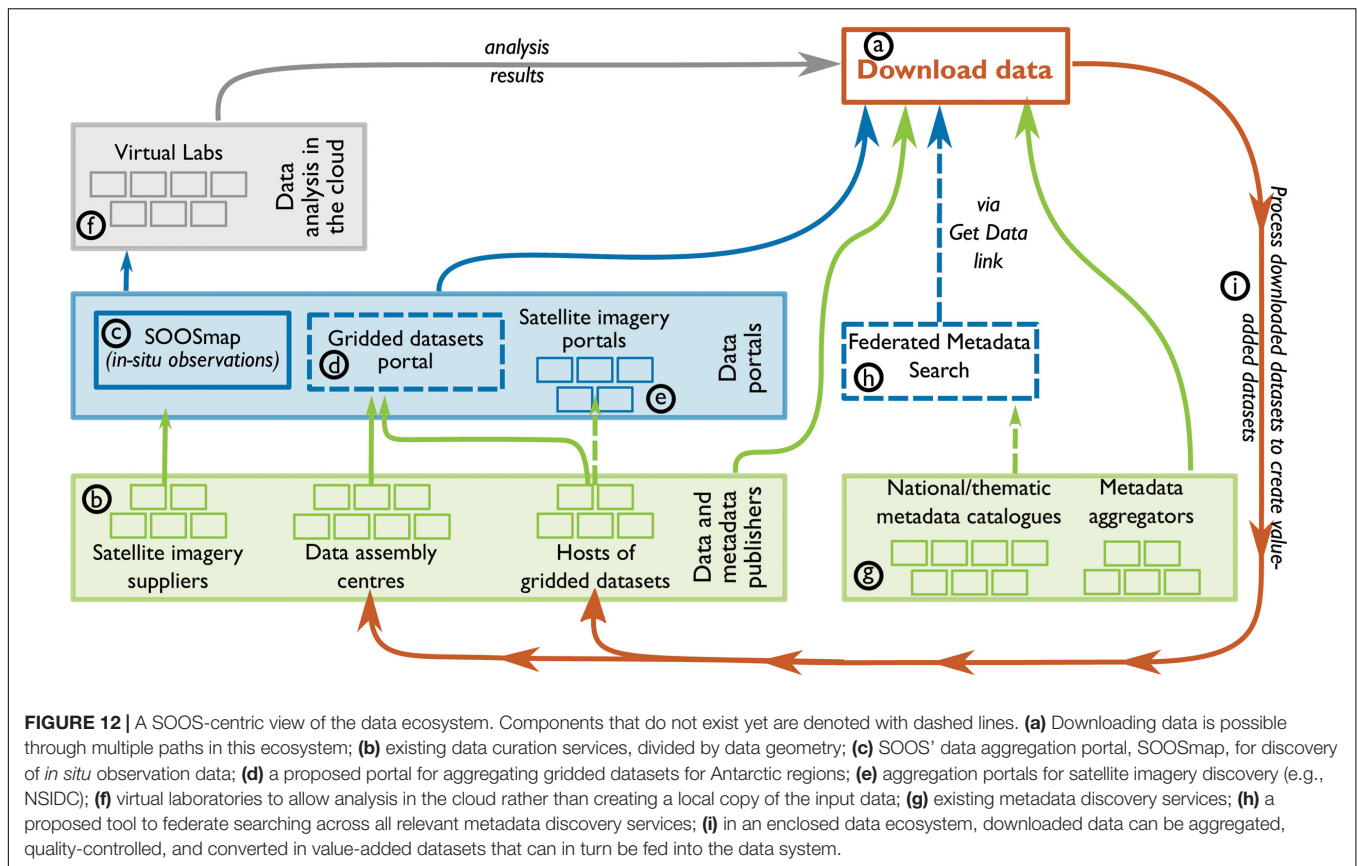 analysis
results
a
Download data
Virtual Labs
Data
analysis in
the cloud
f
via
Get Data
link
Process downloaded datasets to create value-
added datasets
i
c
SOOSmap
(in-situ observations)
Gridded datasets
d
portal
Satellite imagery
portals
e
Data
portals
Federated Metadata
h
Search
b
Satellite imagery
suppliers
Data assembly
centres
Hosts of
gridded datasets
Data and
metadata
publishers
National/thematic
metadata catalogues
Metadata
aggregators
g
FIGURE 12 | A SOOS-centric view of the data ecosystem. Components that do not exist yet are denoted with dashed lines. (a) Downloading data is possible
through multiple paths in this ecosystem; (b) existing data curation services, divided by data geometry; (c) SOOS' data aggregation portal, SOOSmap, for discovery
of in situ observation data; (d) a proposed portal for aggregating gridded datasets for Antarctic regions; (e) aggregation portals for satellite imagery discovery (e.g.,
NSIDC); (f) virtual laboratories to allow analysis in the cloud rather than creating a local copy of the input data; (g) existing metadata discovery services; (h) a
proposed tool to federate searching across all relevant metadata discovery services; (i) in an enclosed data ecosystem, downloaded data can be aggregated,
quality-controlled, and converted in value-added datasets that can in turn be fed into the data system.